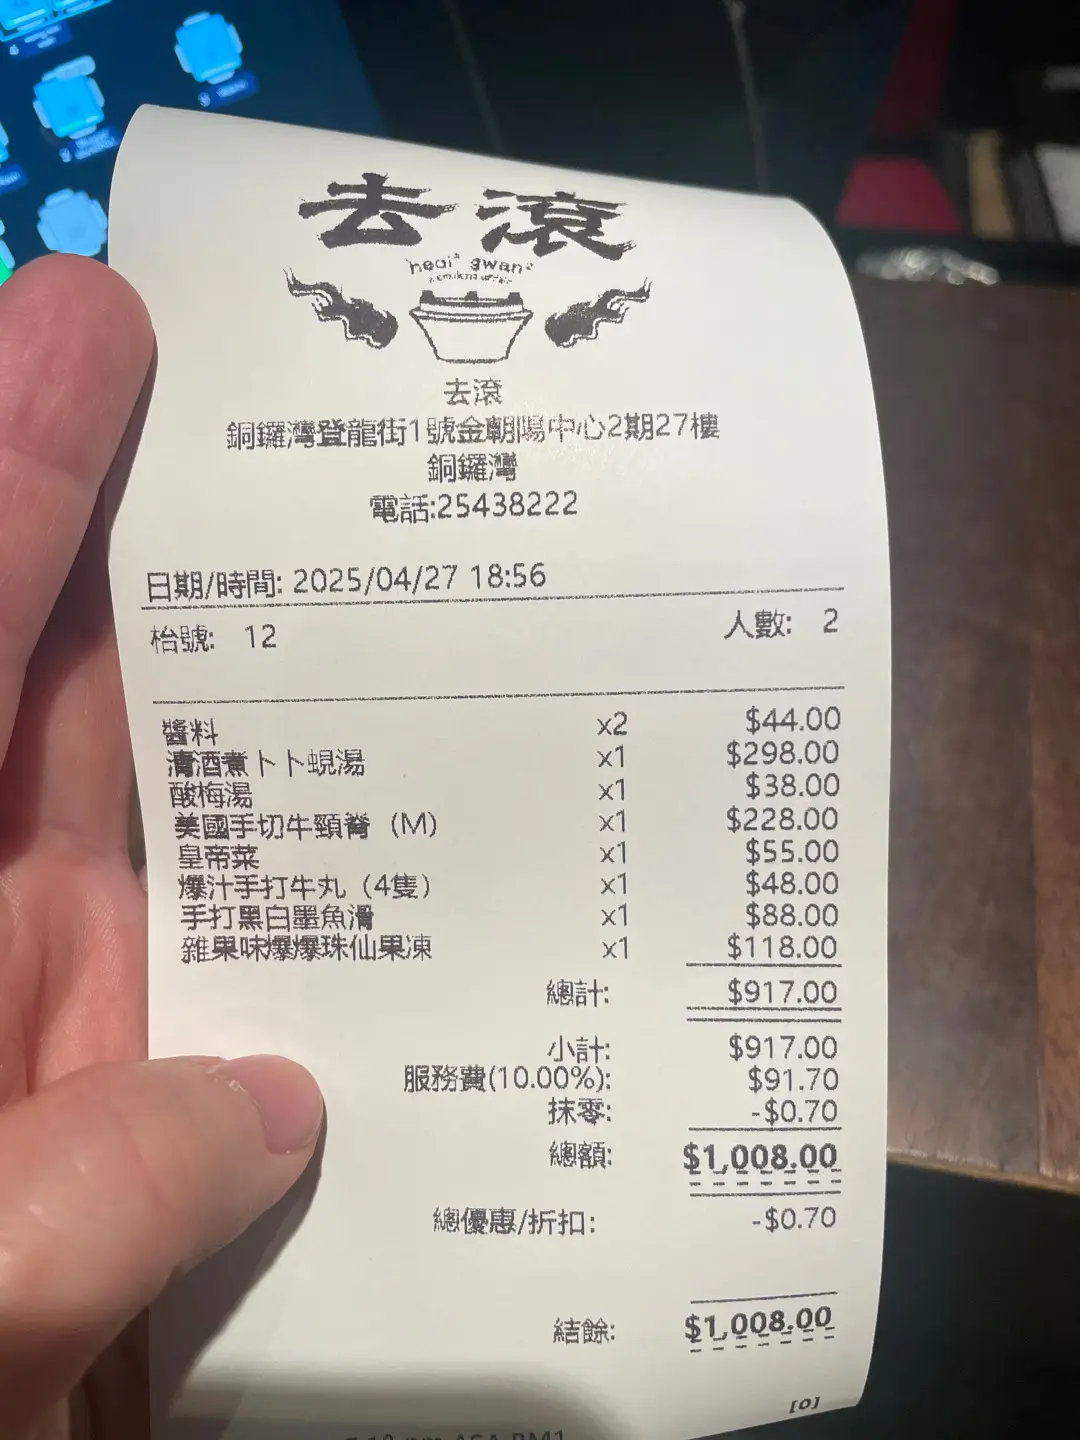 去滾
heoi³ gwan²
去滾
銅鑼灣登龍街1號金朝陽中心2期27樓
銅鑼灣
電話:25438222
日期/時間: 2025/04/27 18:56
枱號: 12 人數: 2
醬料 x2 $44.00
清酒煮卜卜蜆湯 x1 $298.00
酸梅湯 x1 $38.00
美國手切牛頸脊（M） x1 $228.00
皇帝菜 x1 $55.00
爆汁手打牛丸（4隻） x1 $48.00
手打黑白墨魚滑 x1 $88.00
雜果味爆爆珠仙果凍 x1 $118.00
總計: $917.00
小計: $917.00
服務費(10.00%): $91.70
抹零: -$0.70
總額: $1,008.00
總優惠/折扣: -$0.70
結餘: $1,008.00
[0]